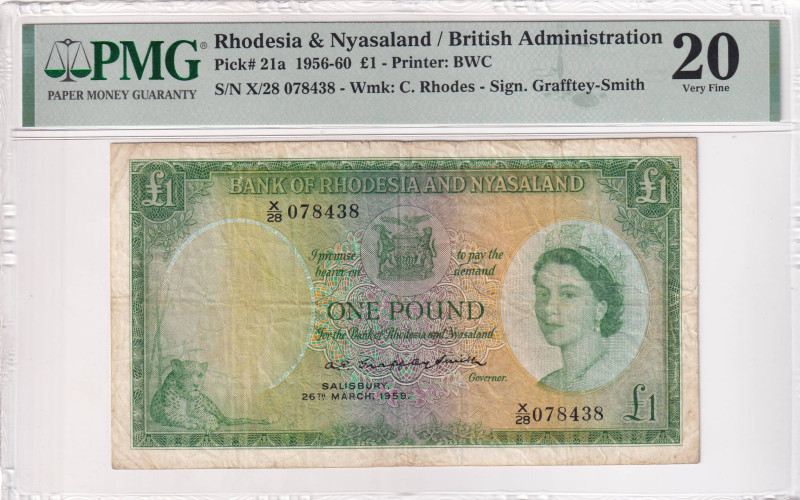 PMG®
PAPER MONEY GUARANTY
Rhodesia & Nyasaland / British Administration
Pick# 21a 1956-60 £1 - Printer: BWC
S/N X/28 078438 - Wmk: C. Rhodes - Sign. Grafftey-Smith
20
Very Fine
£1 £1
BANK OF RHODESIA AND NYASALAND
X/28 078438
I promise to pay the
bearer on demand
ONE POUND
For the Bank of Rhodesia and Nyasaland
A P Grafftey Smith
Governor.
SALISBURY,
26TH MARCH, 1959.
X/28 078438 £1